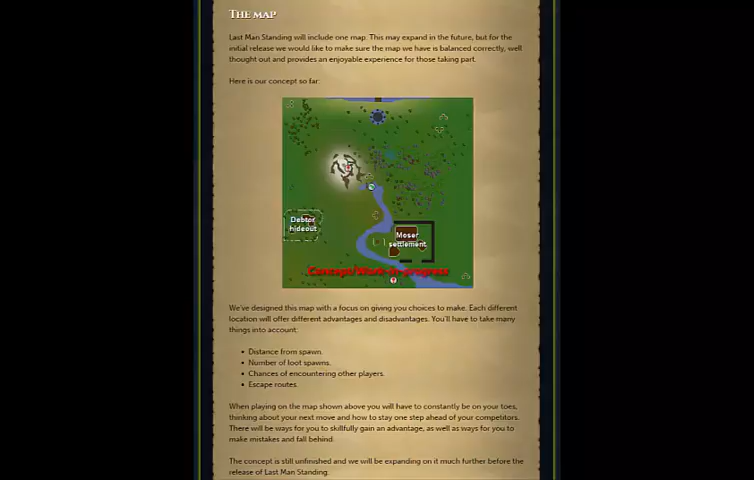 THE MAP
Last Man Standing will include one map. This may expand in the future, but for the
initial release we would like to make sure the map we have is balanced correctly, well
thought out and provides an enjoyable experience for those taking part.
Here is our concept so far:
Debtor
hideout
Moser
settlement
Concept/Work-in-progress
We've designed this map with a focus on giving you choices to make. Each different
location will offer different advantages and disadvantages. You'll have to take many
things into account:
• Distance from spawn.
• Number of loot spawns.
• Chances of encountering other players.
• Escape routes.
When playing on the map shown above you will have to constantly be on your toes,
thinking about your next move and how to stay one step ahead of your competitors.
There will be ways for you to skillfully gain an advantage, as well as ways for you to
make mistakes and fall behind.
The concept is still unfinished and we will be expanding on it much further before the
release of Last Man Standing.